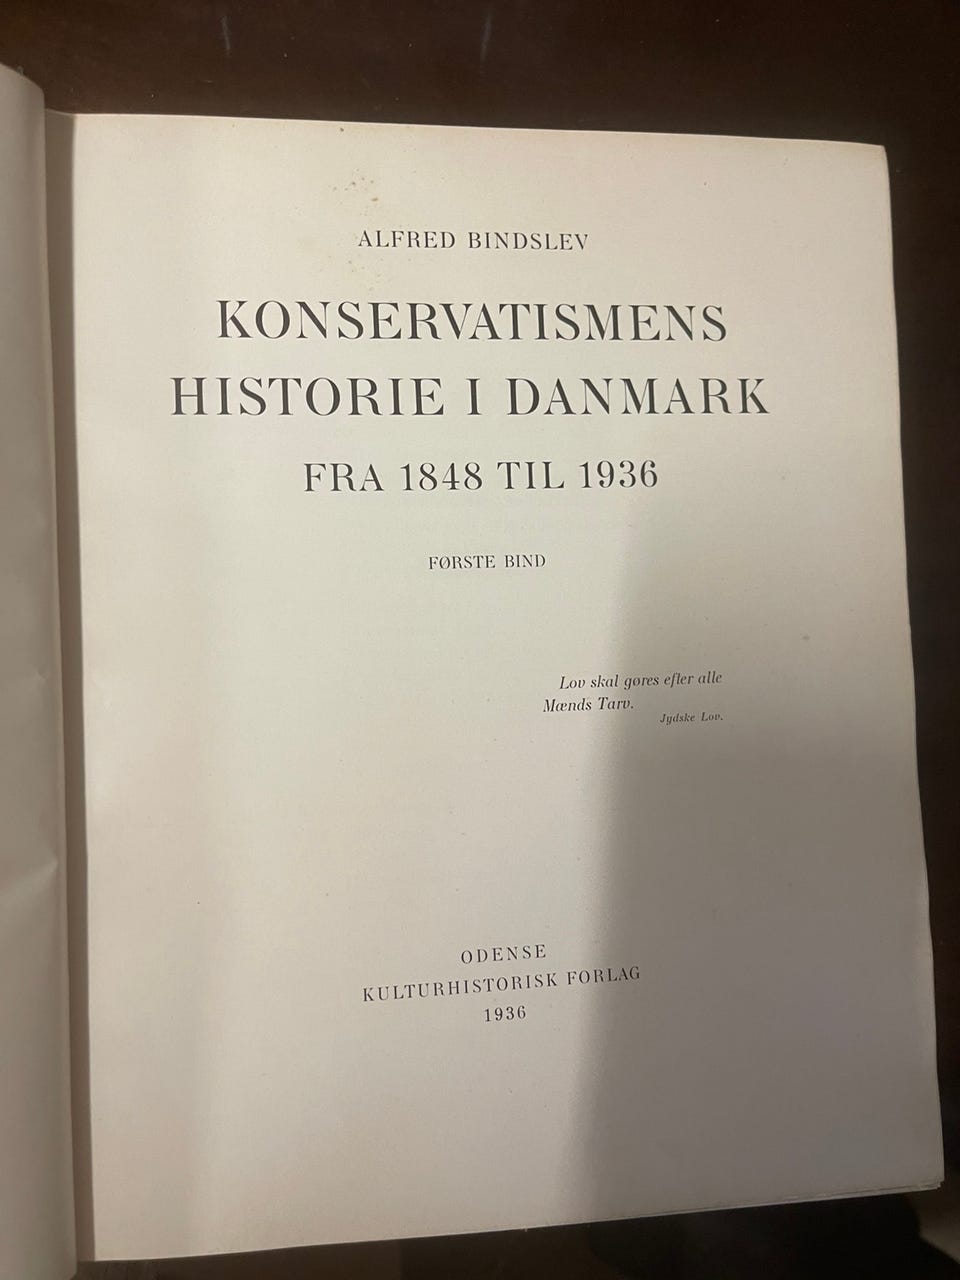 ALFRED BINDSLEV
KONSERVATISMENS
HISTORIE I DANMARK
FRA 1848 TIL 1936
FØRSTE BIND
Lov skal gøres efter alle
Mænds Tarv.
Jydske Lov.
ODENSE
KULTURHISTORISK FORLAG
1936